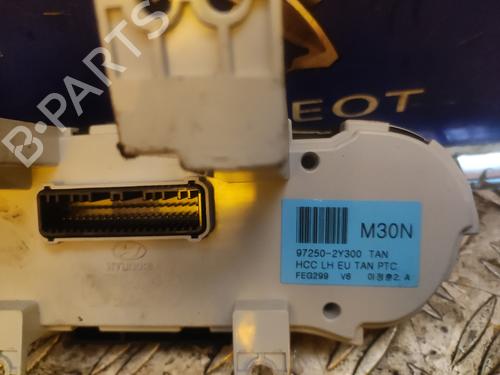 B-PARTS
EOT
HYUNDAI
M30N
97250-2Y300 TAN
HCC LH EU TAN PTC
FEG299 V6 이정훈2. A